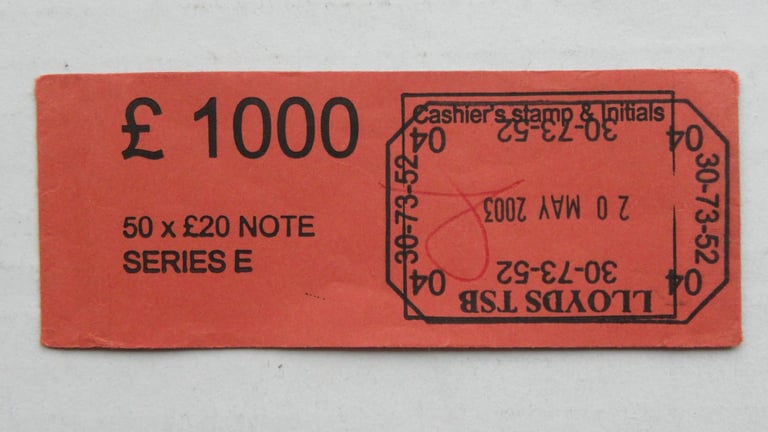 £ 1000
50 x £20 NOTE
SERIES E
Cashier's stamp & Initials
LLOYDS TSB
04 30-73-52 04
30-73-52
20 MAY 2003
30-73-52
04 30-73-52 04